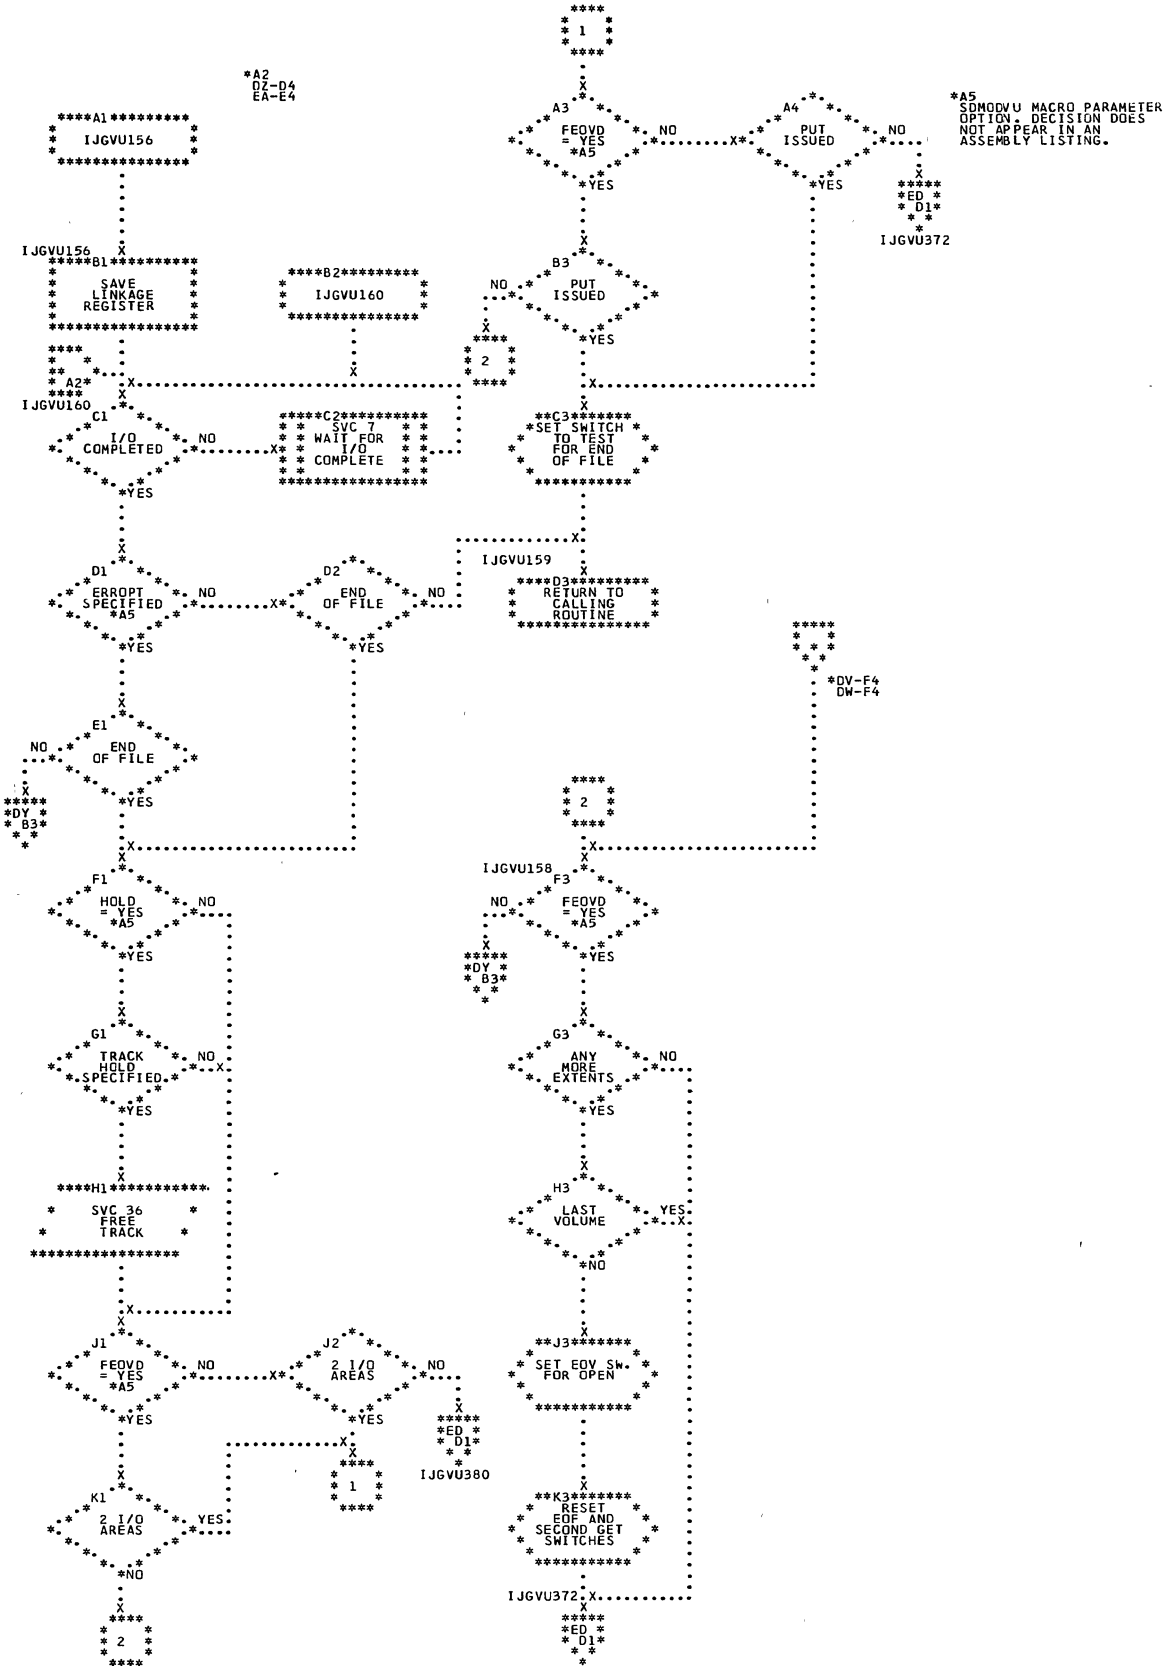 1
*A2
DZ-D4
EA-E4
****A1*********
IJGVU156
A3
FEOVD
= YES
*A5
NO
YES
A4
PUT
ISSUED
NO
YES
*A5
SDMODVU MACRO PARAMETER
OPTION. DECISION DOES
NOT APPEAR IN AN
ASSEMBLY LISTING.
*ED *
* D1*
IJGVU372
IJGVU156
*****B1**********
SAVE
LINKAGE
REGISTER
****B2*********
IJGVU160
B3
PUT
ISSUED
NO
YES
2
A2*
IJGVU160
C1
I/O
COMPLETED
NO
YES
*****C2**********
SVC 7
WAIT FOR
I/O
COMPLETE
**C3*******
SET SWITCH
TO TEST
FOR END
OF FILE
D1
ERROPT
SPECIFIED
*A5
NO
YES
D2
END
OF FILE
NO
YES
IJGVU159
****D3*********
RETURN TO
CALLING
ROUTINE
*DV-F4
DW-F4
E1
END
OF FILE
NO
YES
*DY *
* B3*
2
F1
HOLD
= YES
*A5
NO
YES
IJGVU158
F3
FEOVD
= YES
*A5
NO
YES
*DY *
* B3*
G1
TRACK
HOLD
SPECIFIED
NO
YES
G3
ANY
MORE
EXTENTS
NO
YES
****H1***********
SVC 36
FREE
TRACK
H3
LAST
VOLUME
YES
NO
J1
FEOVD
= YES
*A5
NO
YES
J2
2 I/O
AREAS
NO
YES
**J3*******
SET EOV SW.
FOR OPEN
*ED *
* D1*
IJGVU380
1
K1
2 I/O
AREAS
YES
NO
**K3*******
RESET
EOF AND
SECOND GET
SWITCHES
IJGVU372
2
*ED *
* D1*